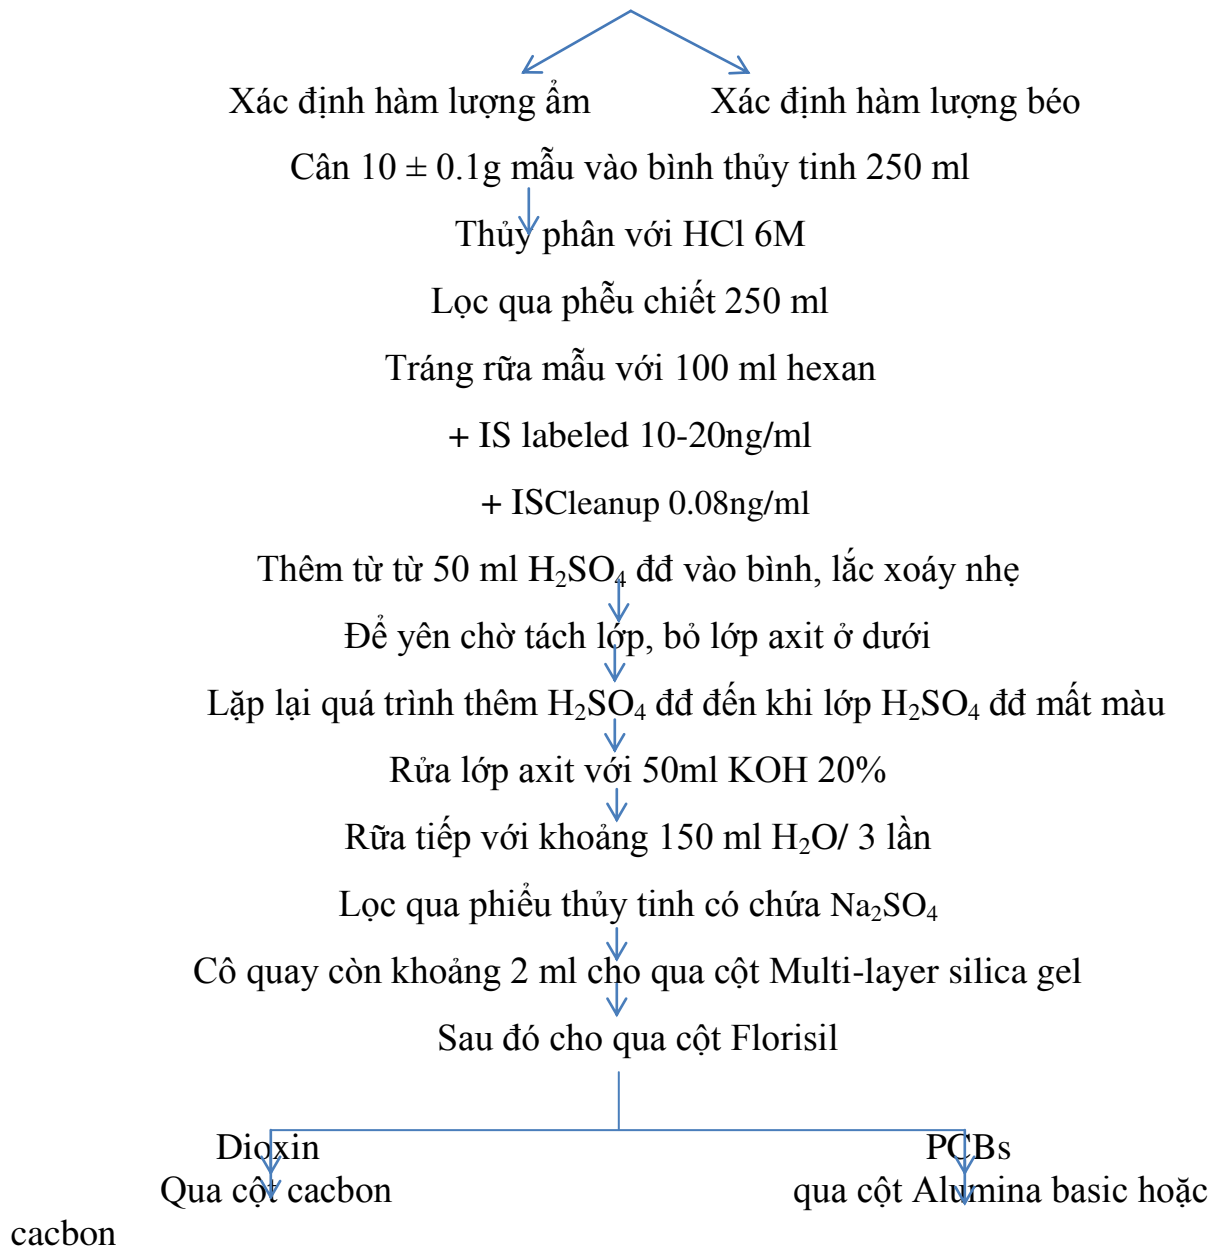 Xác định hàm lượng ẩm Xác định hàm lượng béo
Cân 10 ± 0.1g mẫu vào bình thủy tinh 250 ml
Thủy phân với HCl 6M
Lọc qua phễu chiết 250 ml
Tráng rữa mẫu với 100 ml hexan
+ IS labeled 10-20ng/ml
+ ISCleanup 0.08ng/ml
Thêm từ từ 50 ml H₂SO₄ đđ vào bình, lắc xoáy nhẹ
Để yên chờ tách lớp, bỏ lớp axit ở dưới
Lặp lại quá trình thêm H₂SO₄ đđ đến khi lớp H₂SO₄ đđ mất màu
Rửa lớp axit với 50ml KOH 20%
Rữa tiếp với khoảng 150 ml H₂O/ 3 lần
Lọc qua phiểu thủy tinh có chứa Na₂SO₄
Cô quay còn khoảng 2 ml cho qua cột Multi-layer silica gel
Sau đó cho qua cột Florisil
Dioxin PCBs
Qua cột cacbon qua cột Alumina basic hoặc
cacbon